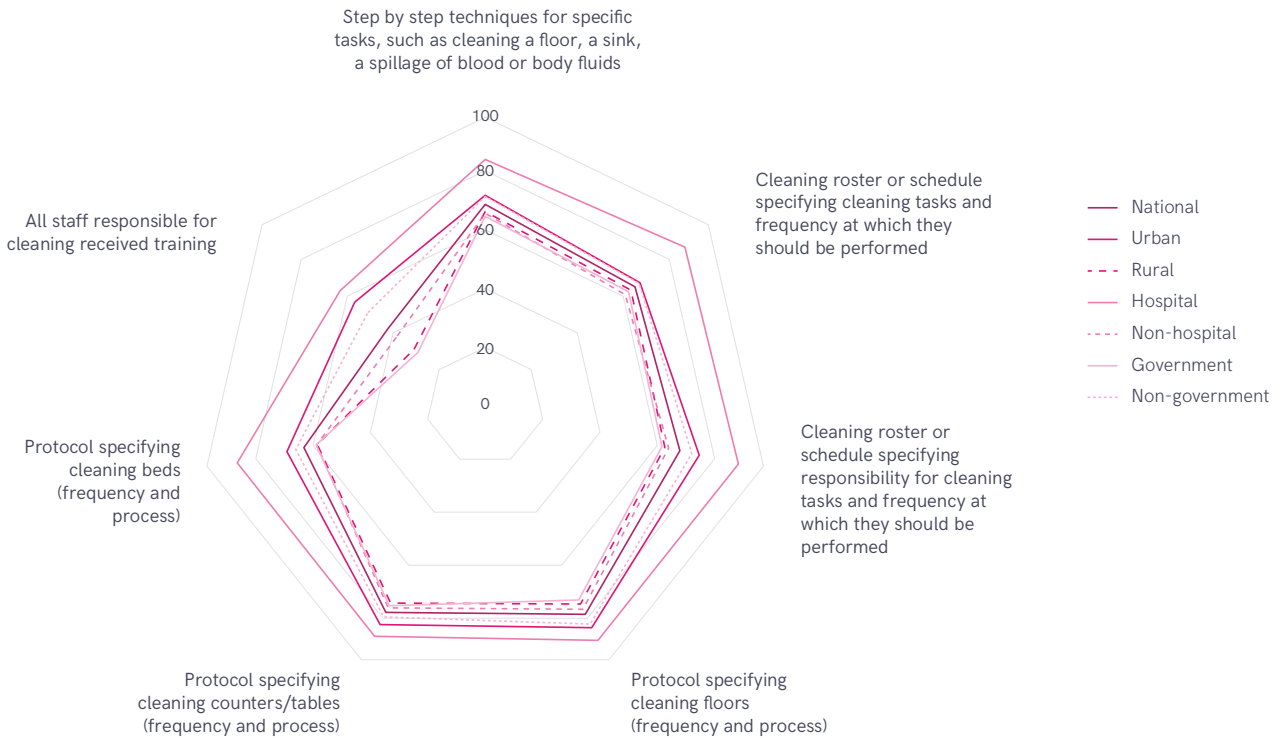 Step by step techniques for specific
tasks, such as cleaning a floor, a sink,
a spillage of blood or body fluids
100
80
60
40
20
0
Cleaning roster or schedule
specifying cleaning tasks and
frequency at which they
should be performed
Cleaning roster or
schedule specifying
responsibility for cleaning
tasks and frequency at
which they should be
performed
Protocol specifying
cleaning floors
(frequency and process)
Protocol specifying
cleaning counters/tables
(frequency and process)
Protocol specifying
cleaning beds
(frequency and
process)
All staff responsible for
cleaning received training
National
Urban
Rural
Hospital
Non-hospital
Government
Non-government